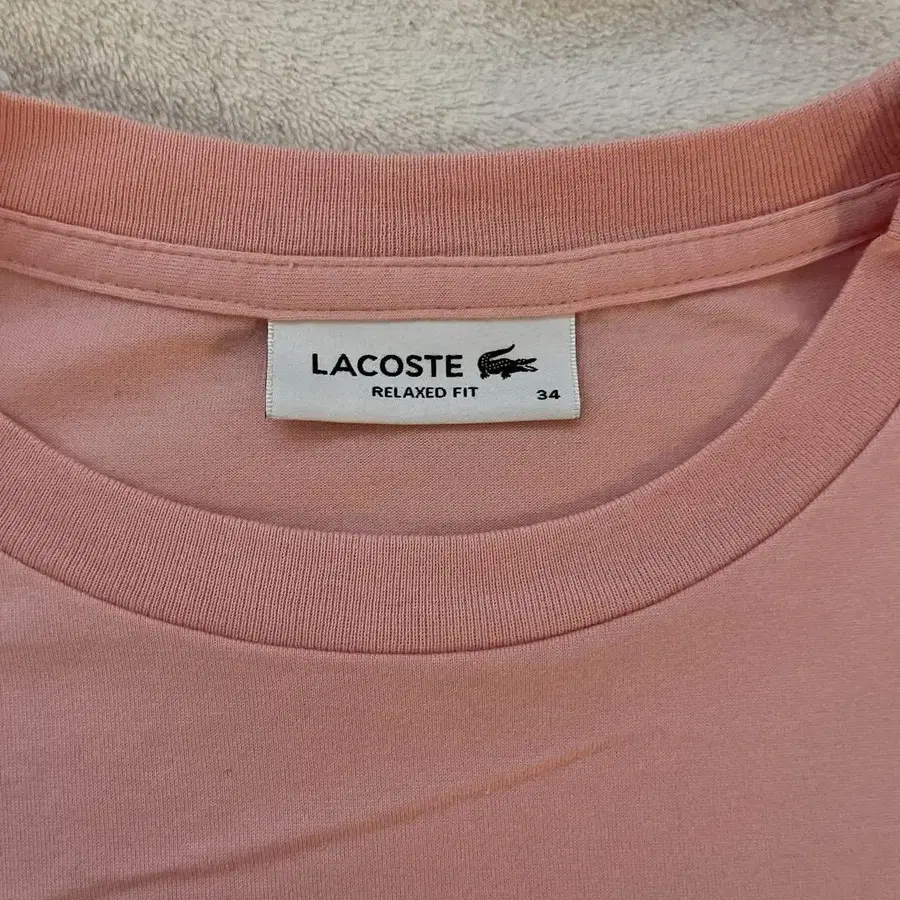 LACOSTE
RELAXED FIT
34